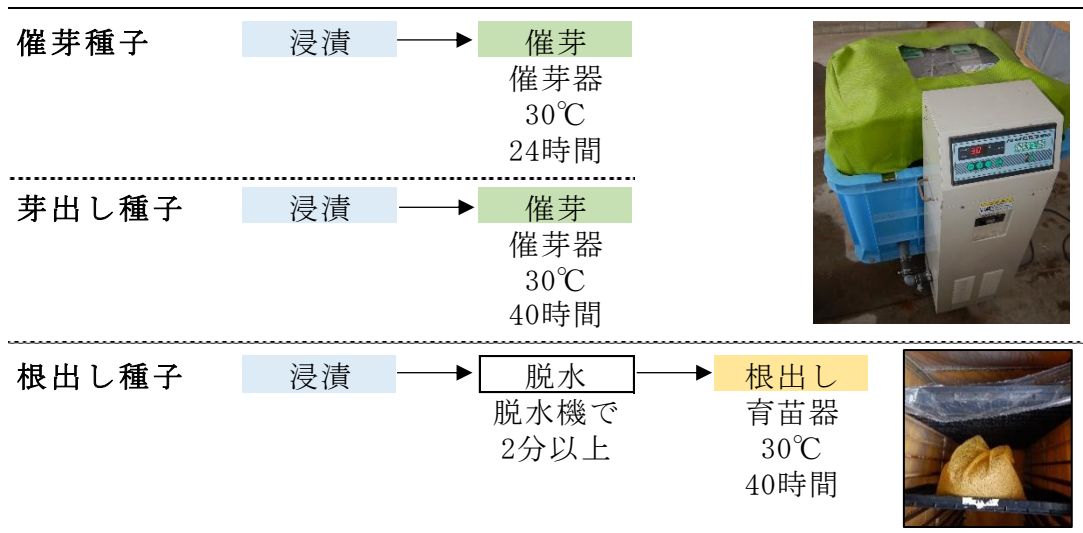 催芽種子
浸漬
催芽
催芽器
30℃
24時間
芽出し種子
浸漬
催芽
催芽器
30℃
40時間
根出し種子
浸漬
脱水
根出し
脱水機で
2分以上
育苗器
30℃
40時間